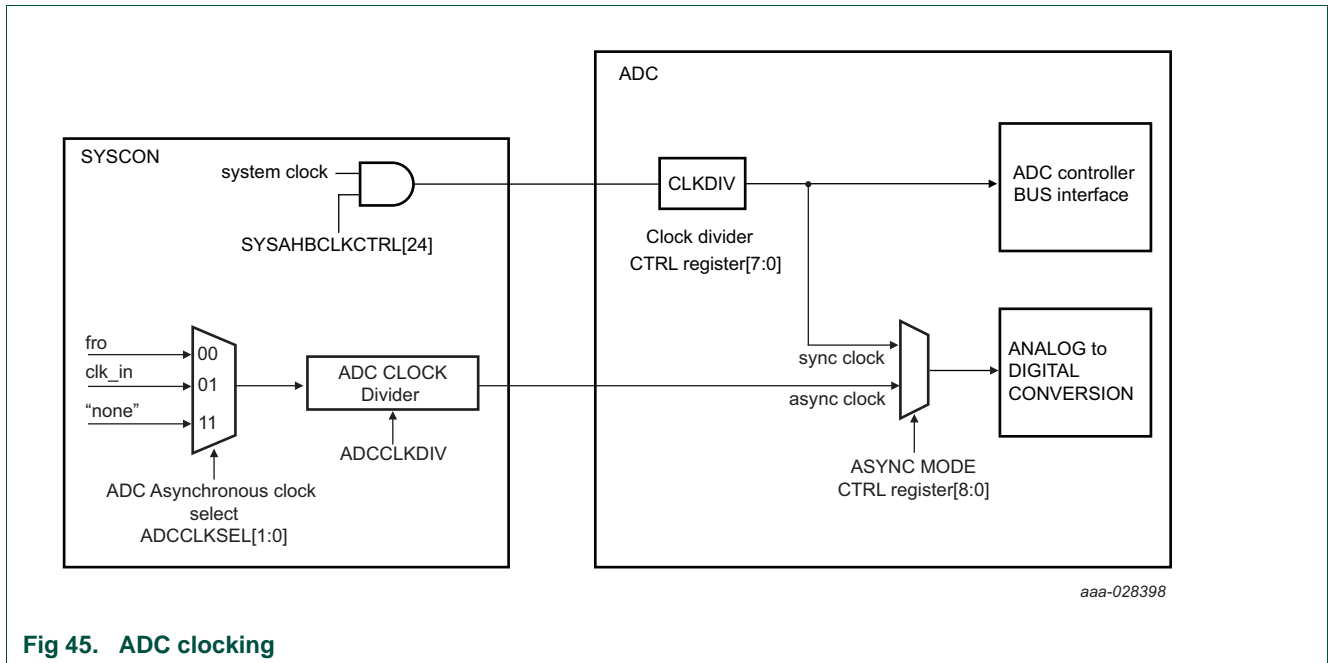 ADC
SYSCON
system clock
SYSAHBCLKCTRL[24]
CLKDIV
Clock divider
CTRL register[7:0]
ADC controller
BUS interface
fro
00
clk_in
01
“none”
11
ADC CLOCK
Divider
ADCCLKDIV
ADC Asynchronous clock
select
ADCCLKSEL[1:0]
sync clock
async clock
ASYNC MODE
CTRL register[8:0]
ANALOG to
DIGITAL
CONVERSION
aaa-028398
Fig 45. ADC clocking